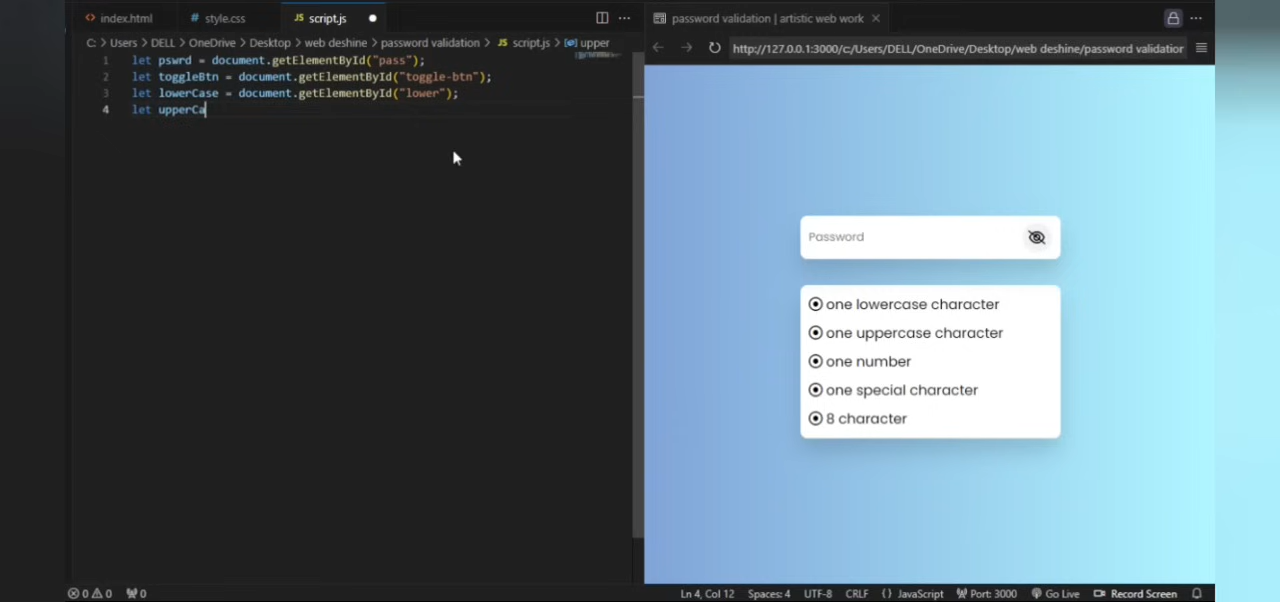 index.html
style.css
script.js
C: > Users > DELL > OneDrive > Desktop > web deshine > password validation > JS script.js > upper
1 let pswrd = document.getElementById("pass");
2 let toggleBtn = document.getElementById("toggle-btn");
3 let lowerCase = document.getElementById("lower");
4 let upperCa
password validation | artistic web work
http://127.0.0.1:3000/c:/Users/DELL/OneDrive/Desktop/web deshine/password validation
Password
one lowercase character
one uppercase character
one number
one special character
8 character
0 0 0
Ln 4, Col 12 Spaces: 4 UTF-8 CRLF {} JavaScript Port: 3000 Go Live Record Screen